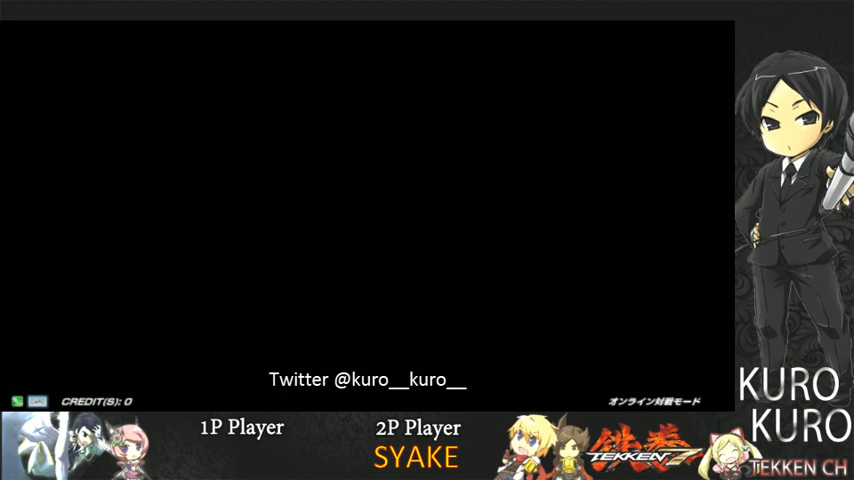 Twitter @kuro__kuro__
CREDIT(S): 0
オンライン対戦モード
1P Player
2P Player
SYAKE
鉄拳
TEKKEN 7
KURO
KURO
TEKKEN CH